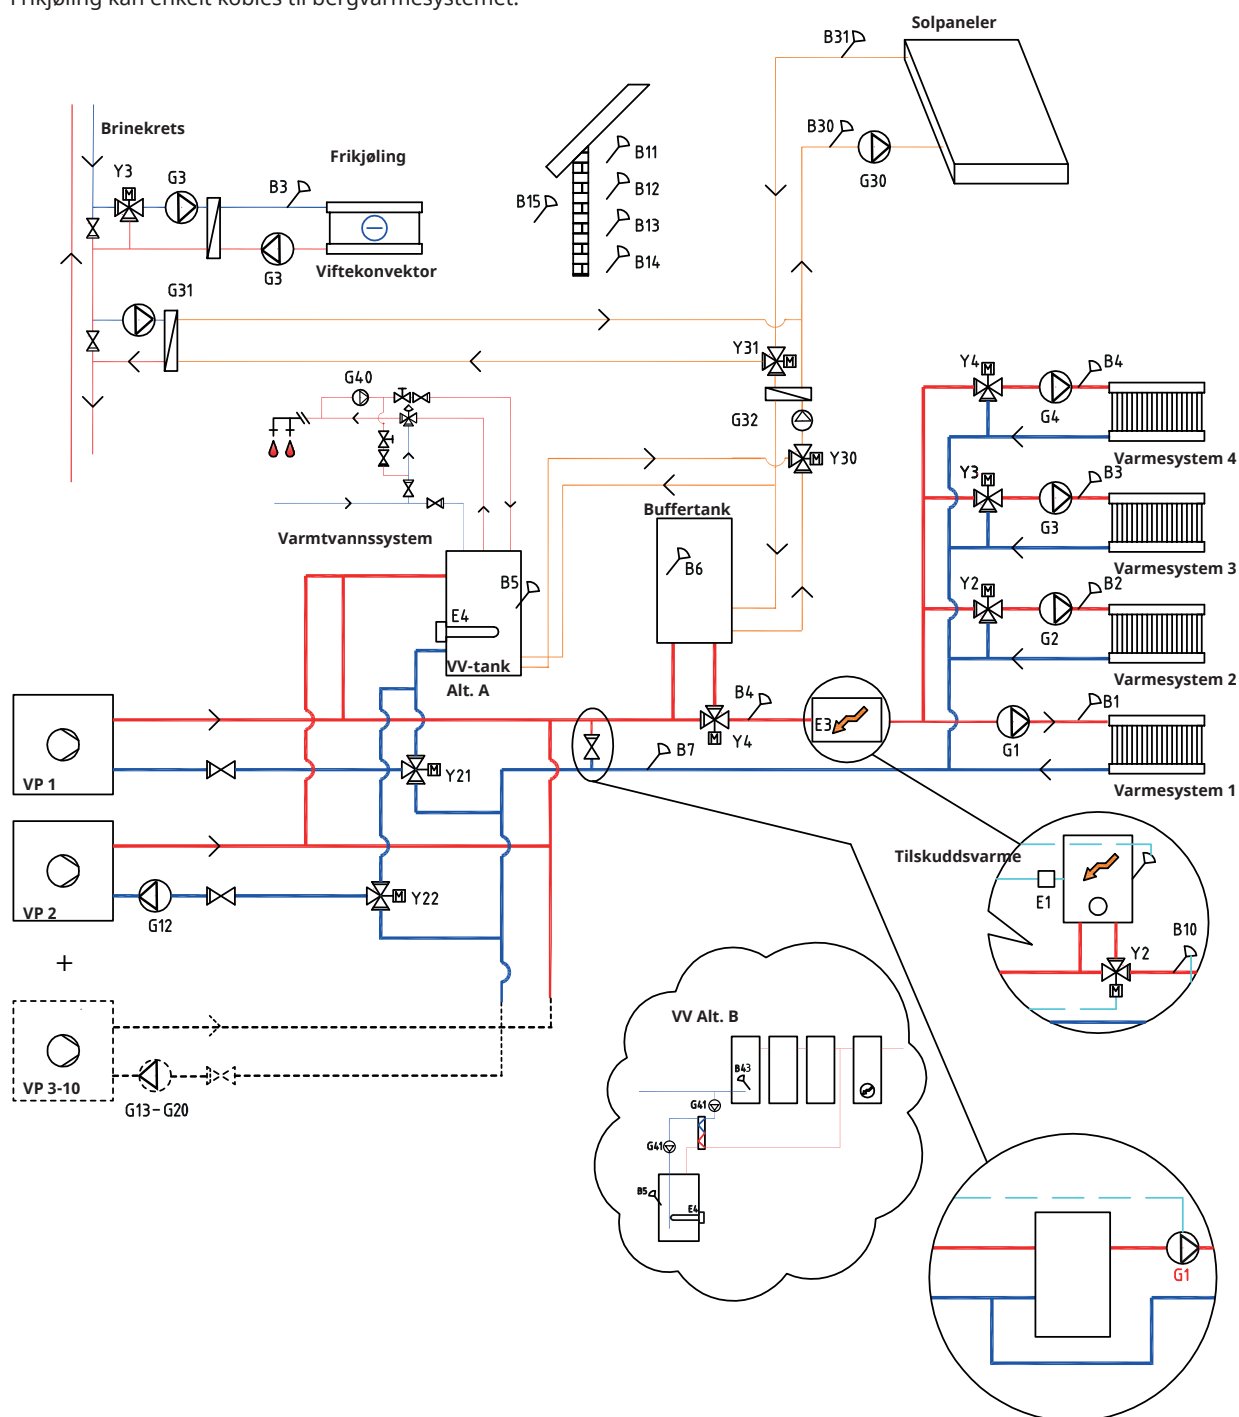 Frikjøling kan enkelt kobles til bergvarmesystemet.
Solpaneler
B31
B30
G30
Brinekrets
Y3
G3
B3
Frikjøling
G3
Viftekonvektor
B15
B11
B12
B13
B14
G31
Y31
G32
Y30
G40
Varmtvannssystem
B5
E4
VV-tank
Alt. A
Buffertank
B6
Y4
B4
G4
Varmesystem 4
Y3
B3
G3
Varmesystem 3
Y2
B2
G2
Varmesystem 2
B1
G1
Varmesystem 1
B4
Y4
E3
B7
VP 1
Y21
VP 2
G12
Y22
+
VP 3-10
G13-G20
Tilskuddsvarme
E1
Y2
B10
VV Alt. B
B43
G41
G41
B5
E4
G1